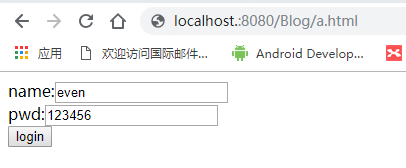 localhost.:8080/Blog/a.html
应用 欢迎访问国际邮件... Android Develop...
name:even
pwd:123456
login